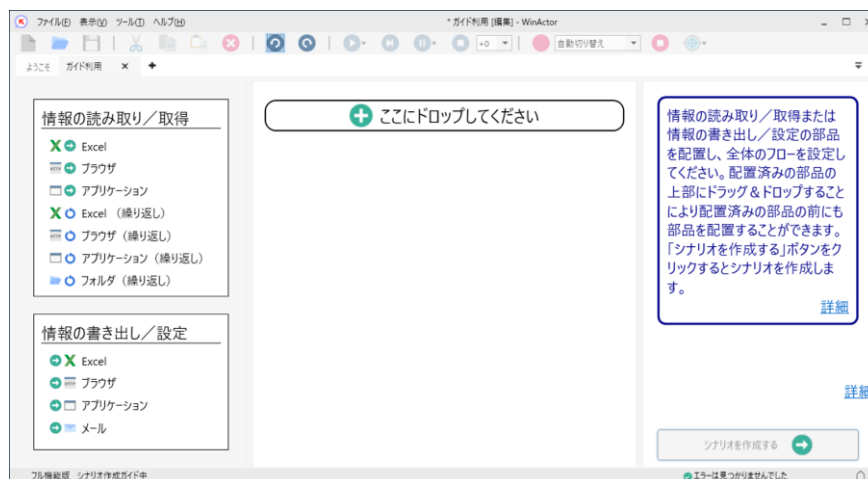 ファイル(F) 表示(V) ツール(T) ヘルプ(H)
* ガイド利用 [編集] - WinActor
+0
自動切り替え
ようこそ ガイド利用
情報の読み取り／取得
Excel
ブラウザ
アプリケーション
Excel （繰り返し）
ブラウザ （繰り返し）
アプリケーション （繰り返し）
フォルダ （繰り返し）
情報の書き出し／設定
Excel
ブラウザ
アプリケーション
メール
ここにドロップしてください
情報の読み取り／取得または
情報の書き出し／設定の部品
を配置し、全体のフローを設定し
てください。配置済みの部品の
上部にドラッグ＆ドロップすること
により配置済みの部品の前にも
部品を配置することができます。
「シナリオを作成する」ボタンをク
リックするとシナリオを作成しま
す。
詳細
詳細
シナリオを作成する
フル機能版 シナリオ作成ガイド中
エラーは見つかりませんでした